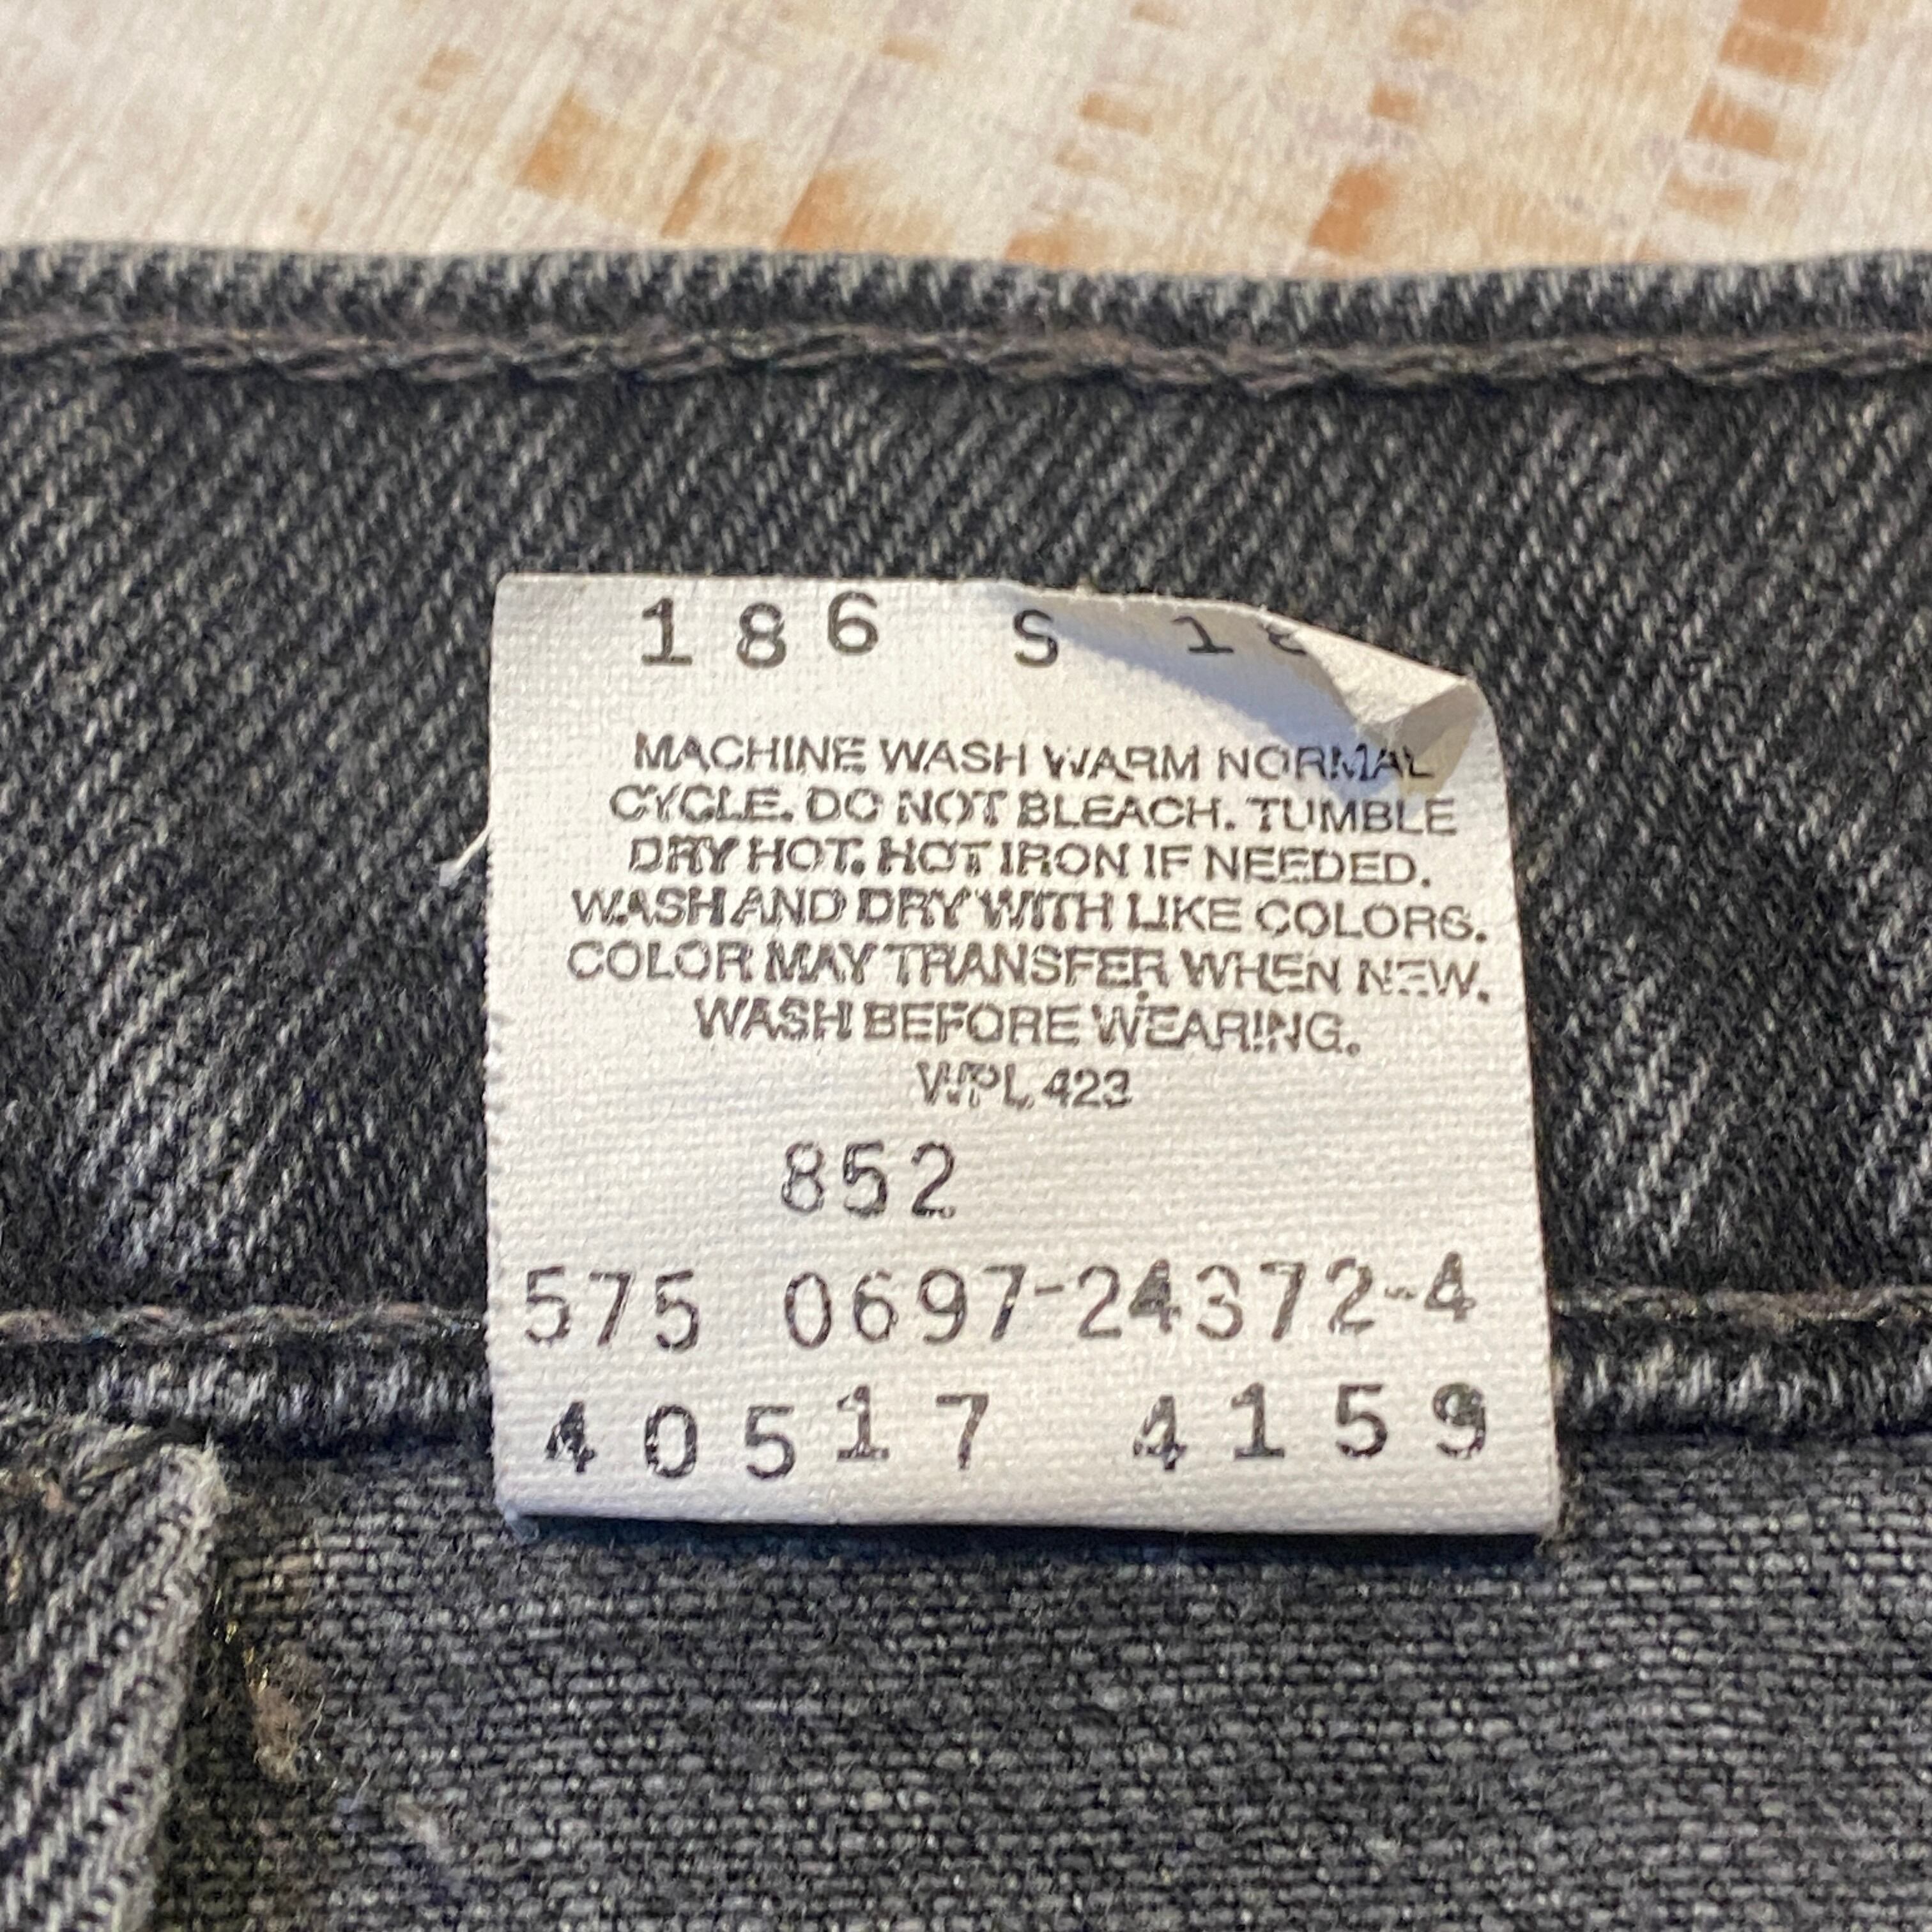 186 S 1
MACHINE WASH WARM NORMAL
CYCLE. DO NOT BLEACH. TUMBLE
DRY HOT. HOT IRON IF NEEDED.
WASH AND DRY WITH LIKE COLORS.
COLOR MAY TRANSFER WHEN NEW.
WASH BEFORE WEARING.
WPL 423
852
575 0697-24372-4
40517 4159